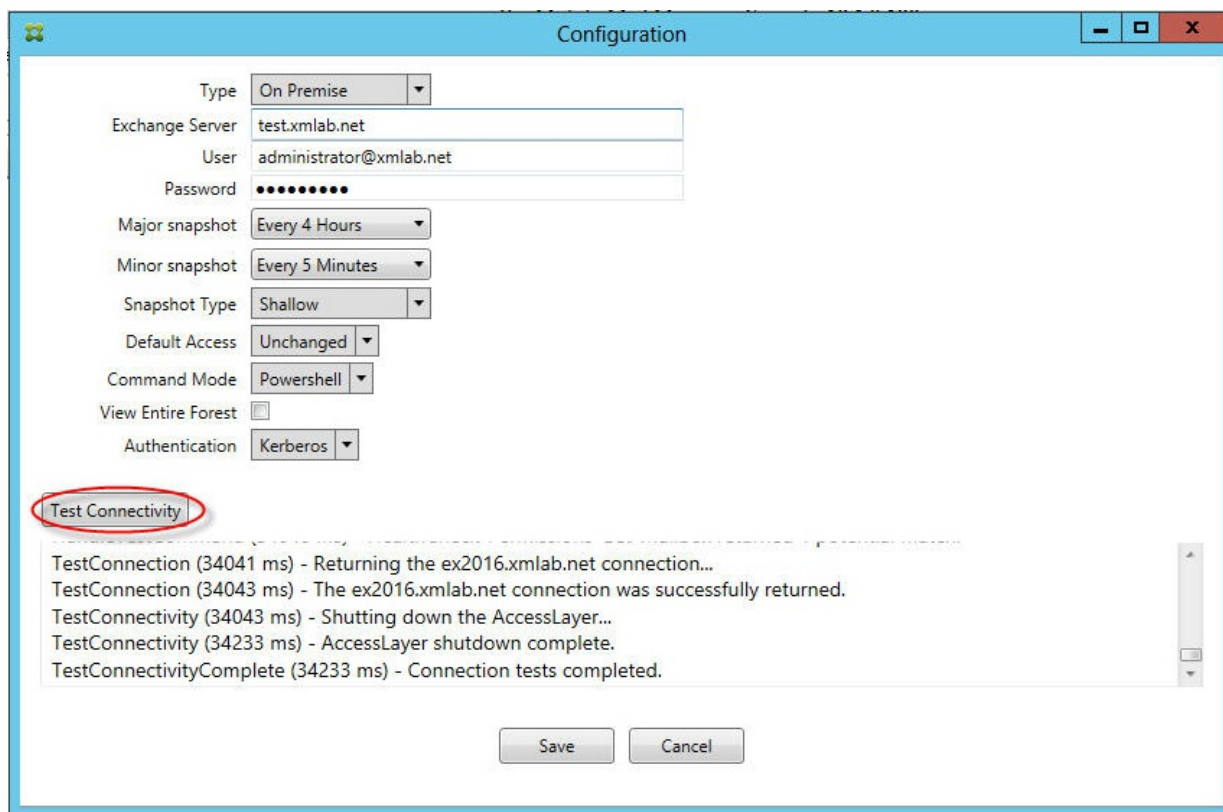 Configuration
Type On Premise
Exchange Server test.xmlab.net
User administrator@xmlab.net
Password •••••••••
Major snapshot Every 4 Hours
Minor snapshot Every 5 Minutes
Snapshot Type Shallow
Default Access Unchanged
Command Mode Powershell
View Entire Forest
Authentication Kerberos
Test Connectivity
TestConnection (34041 ms) - Returning the ex2016.xmlab.net connection...
TestConnection (34043 ms) - The ex2016.xmlab.net connection was successfully returned.
TestConnectivity (34043 ms) - Shutting down the AccessLayer...
TestConnectivity (34233 ms) - AccessLayer shutdown complete.
TestConnectivityComplete (34233 ms) - Connection tests completed.
Save Cancel